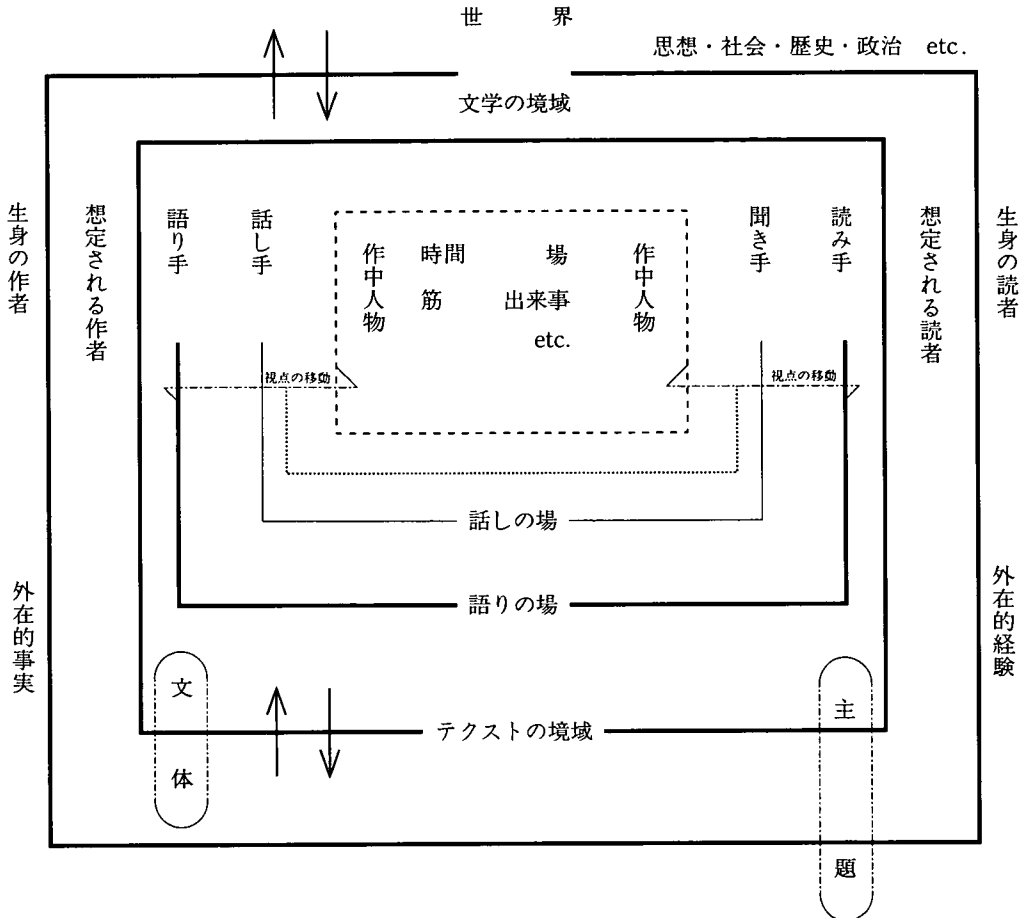 世界
思想・社会・歴史・政治 etc.
文学の境域
生身の作者
想定される作者
語り手
話し手
作中人物
時間
場
筋
出来事
etc.
作中人物
聞き手
読み手
想定される読者
生身の読者
視点の移動
視点の移動
話しの場
語りの場
外在的事実
外在的経験
文体
テクストの境域
主題